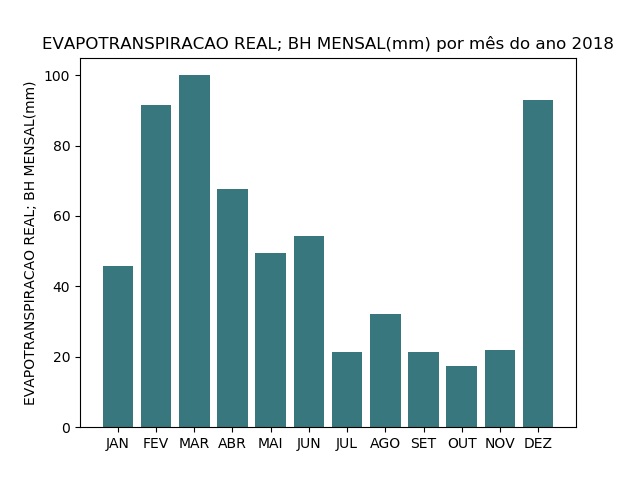 EVAPOTRANSPIRACAO REAL; BH MENSAL(mm) por mês do ano 2018
EVAPOTRANSPIRACAO REAL; BH MENSAL(mm)
100
80
60
40
20
0
JAN FEV MAR ABR MAI JUN JUL AGO SET OUT NOV DEZ